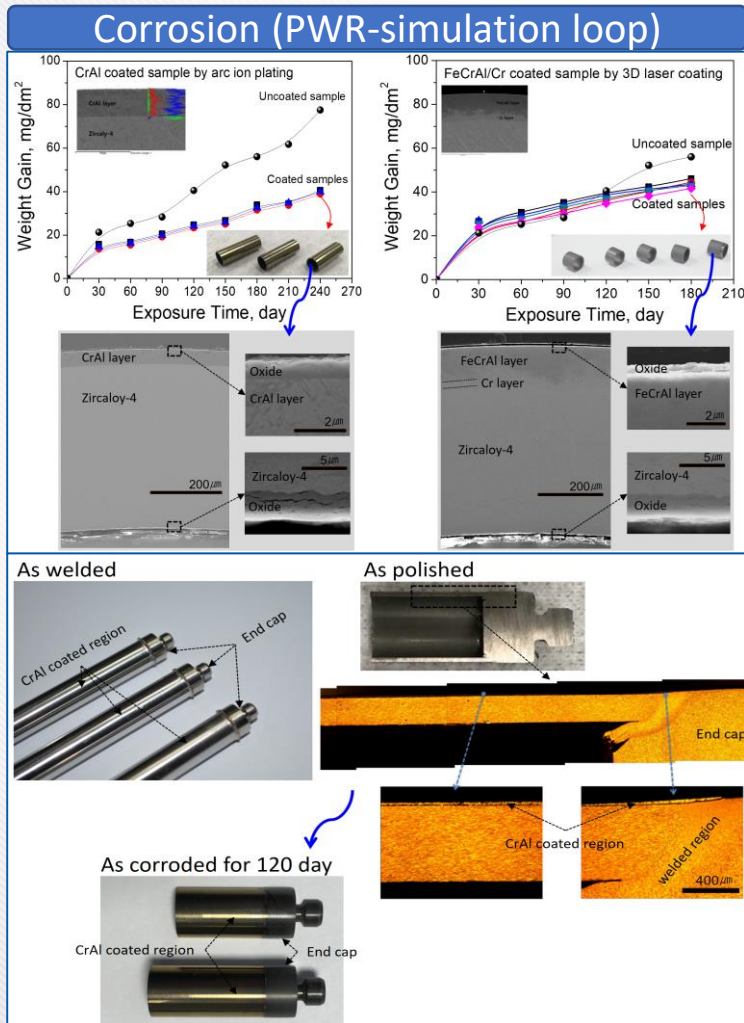 Corrosion (PWR-simulation loop)
CrAl coated sample by arc ion plating
CrAl layer
Zircaloy-4
Uncoated sample
Coated samples
Weight Gain, mg/dm2
100
80
60
40
20
0
0 30 60 90 120 150 180 210 240 270
Exposure Time, day
FeCrAl/Cr coated sample by 3D laser coating
Uncoated sample
Coated samples
Weight Gain, mg/dm2
100
80
60
40
20
0
0 30 60 90 120 150 180 210
Exposure Time, day
CrAl layer
Zircaloy-4
200㎛
Oxide
CrAl layer
2㎛
5㎛
Zircaloy-4
Oxide
FeCrAl layer
Cr layer
Zircaloy-4
200㎛
Oxide
FeCrAl layer
2㎛
5㎛
Zircaloy-4
Oxide
As welded
CrAl coated region
End cap
As polished
End cap
CrAl coated region
welded region
400㎛
As corroded for 120 day
CrAl coated region
End cap